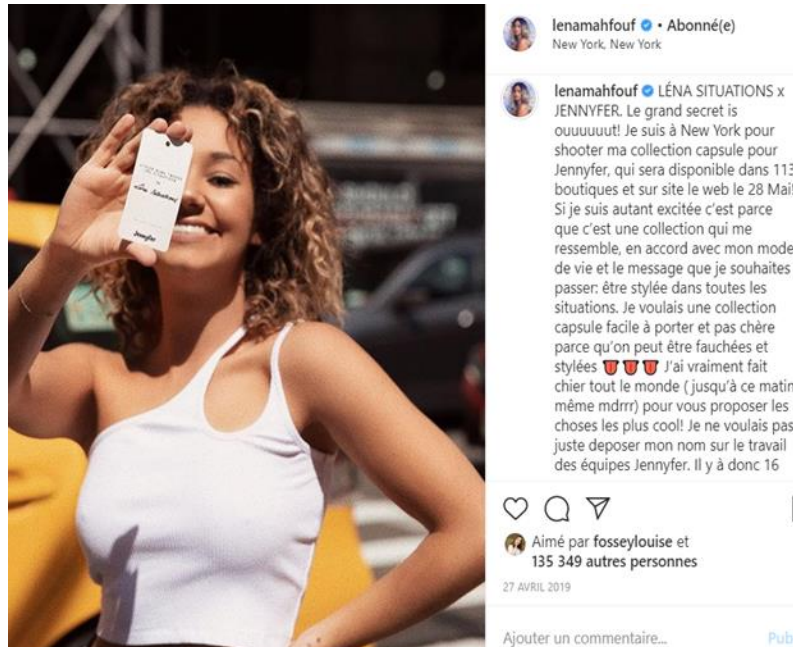 Léna Situations
Jennyfer
lenamahfouf • Abonné(e)
New York, New York
lenamahfouf LÉNA SITUATIONS x
JENNYFER. Le grand secret is
ouuuuuut! Je suis à New York pour
shooter ma collection capsule pour
Jennyfer, qui sera disponible dans 113
boutiques et sur site le web le 28 Mai!
Si je suis autant excitée c'est parce
que c'est une collection qui me
ressemble, en accord avec mon mode
de vie et le message que je souhaites
passer: être stylée dans toutes les
situations. Je voulais une collection
capsule facile à porter et pas chère
parce qu'on peut être fauchées et
stylées 👅👅👅 J'ai vraiment fait
chier tout le monde ( jusqu'à ce matin
même mdrrr) pour vous proposer les
choses les plus cool! Je ne voulais pas
juste deposer mon nom sur le travail
des équipes Jennyfer. Il y à donc 16
Aimé par fosseylouise et
135 349 autres personnes
27 AVRIL 2019
Ajouter un commentaire... Pub